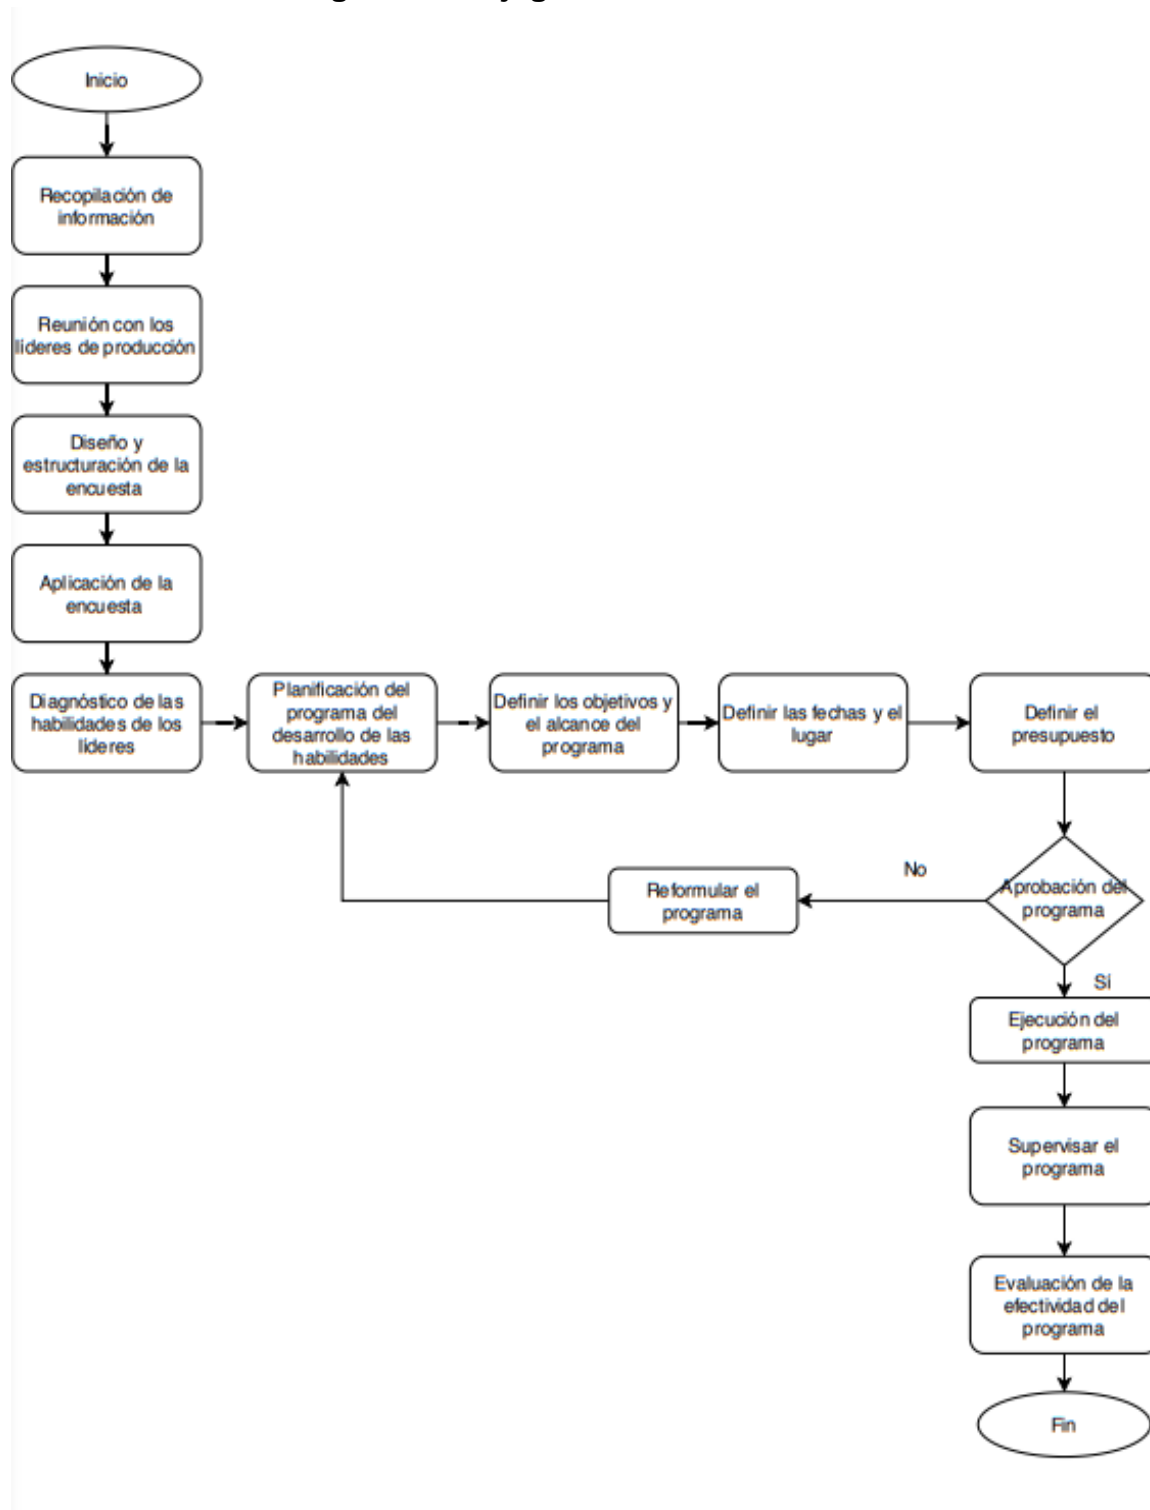 Inicio
Recopilación de
información
Reunión con los
líderes de producción
Diseño y
estructuración de la
encuesta
Aplicación de la
encuesta
Diagnóstico de las
habilidades de los
líderes
Planificación del
programa del
desarrollo de las
habilidades
Definir los objetivos y
el alcance del
programa
Definir las fechas y el
lugar
Definir el
presupuesto
Aprobación del
programa
No
Reformular el
programa
Sí
Ejecución del
programa
Supervisar el
programa
Evaluación de la
efectividad del
programa
Fin